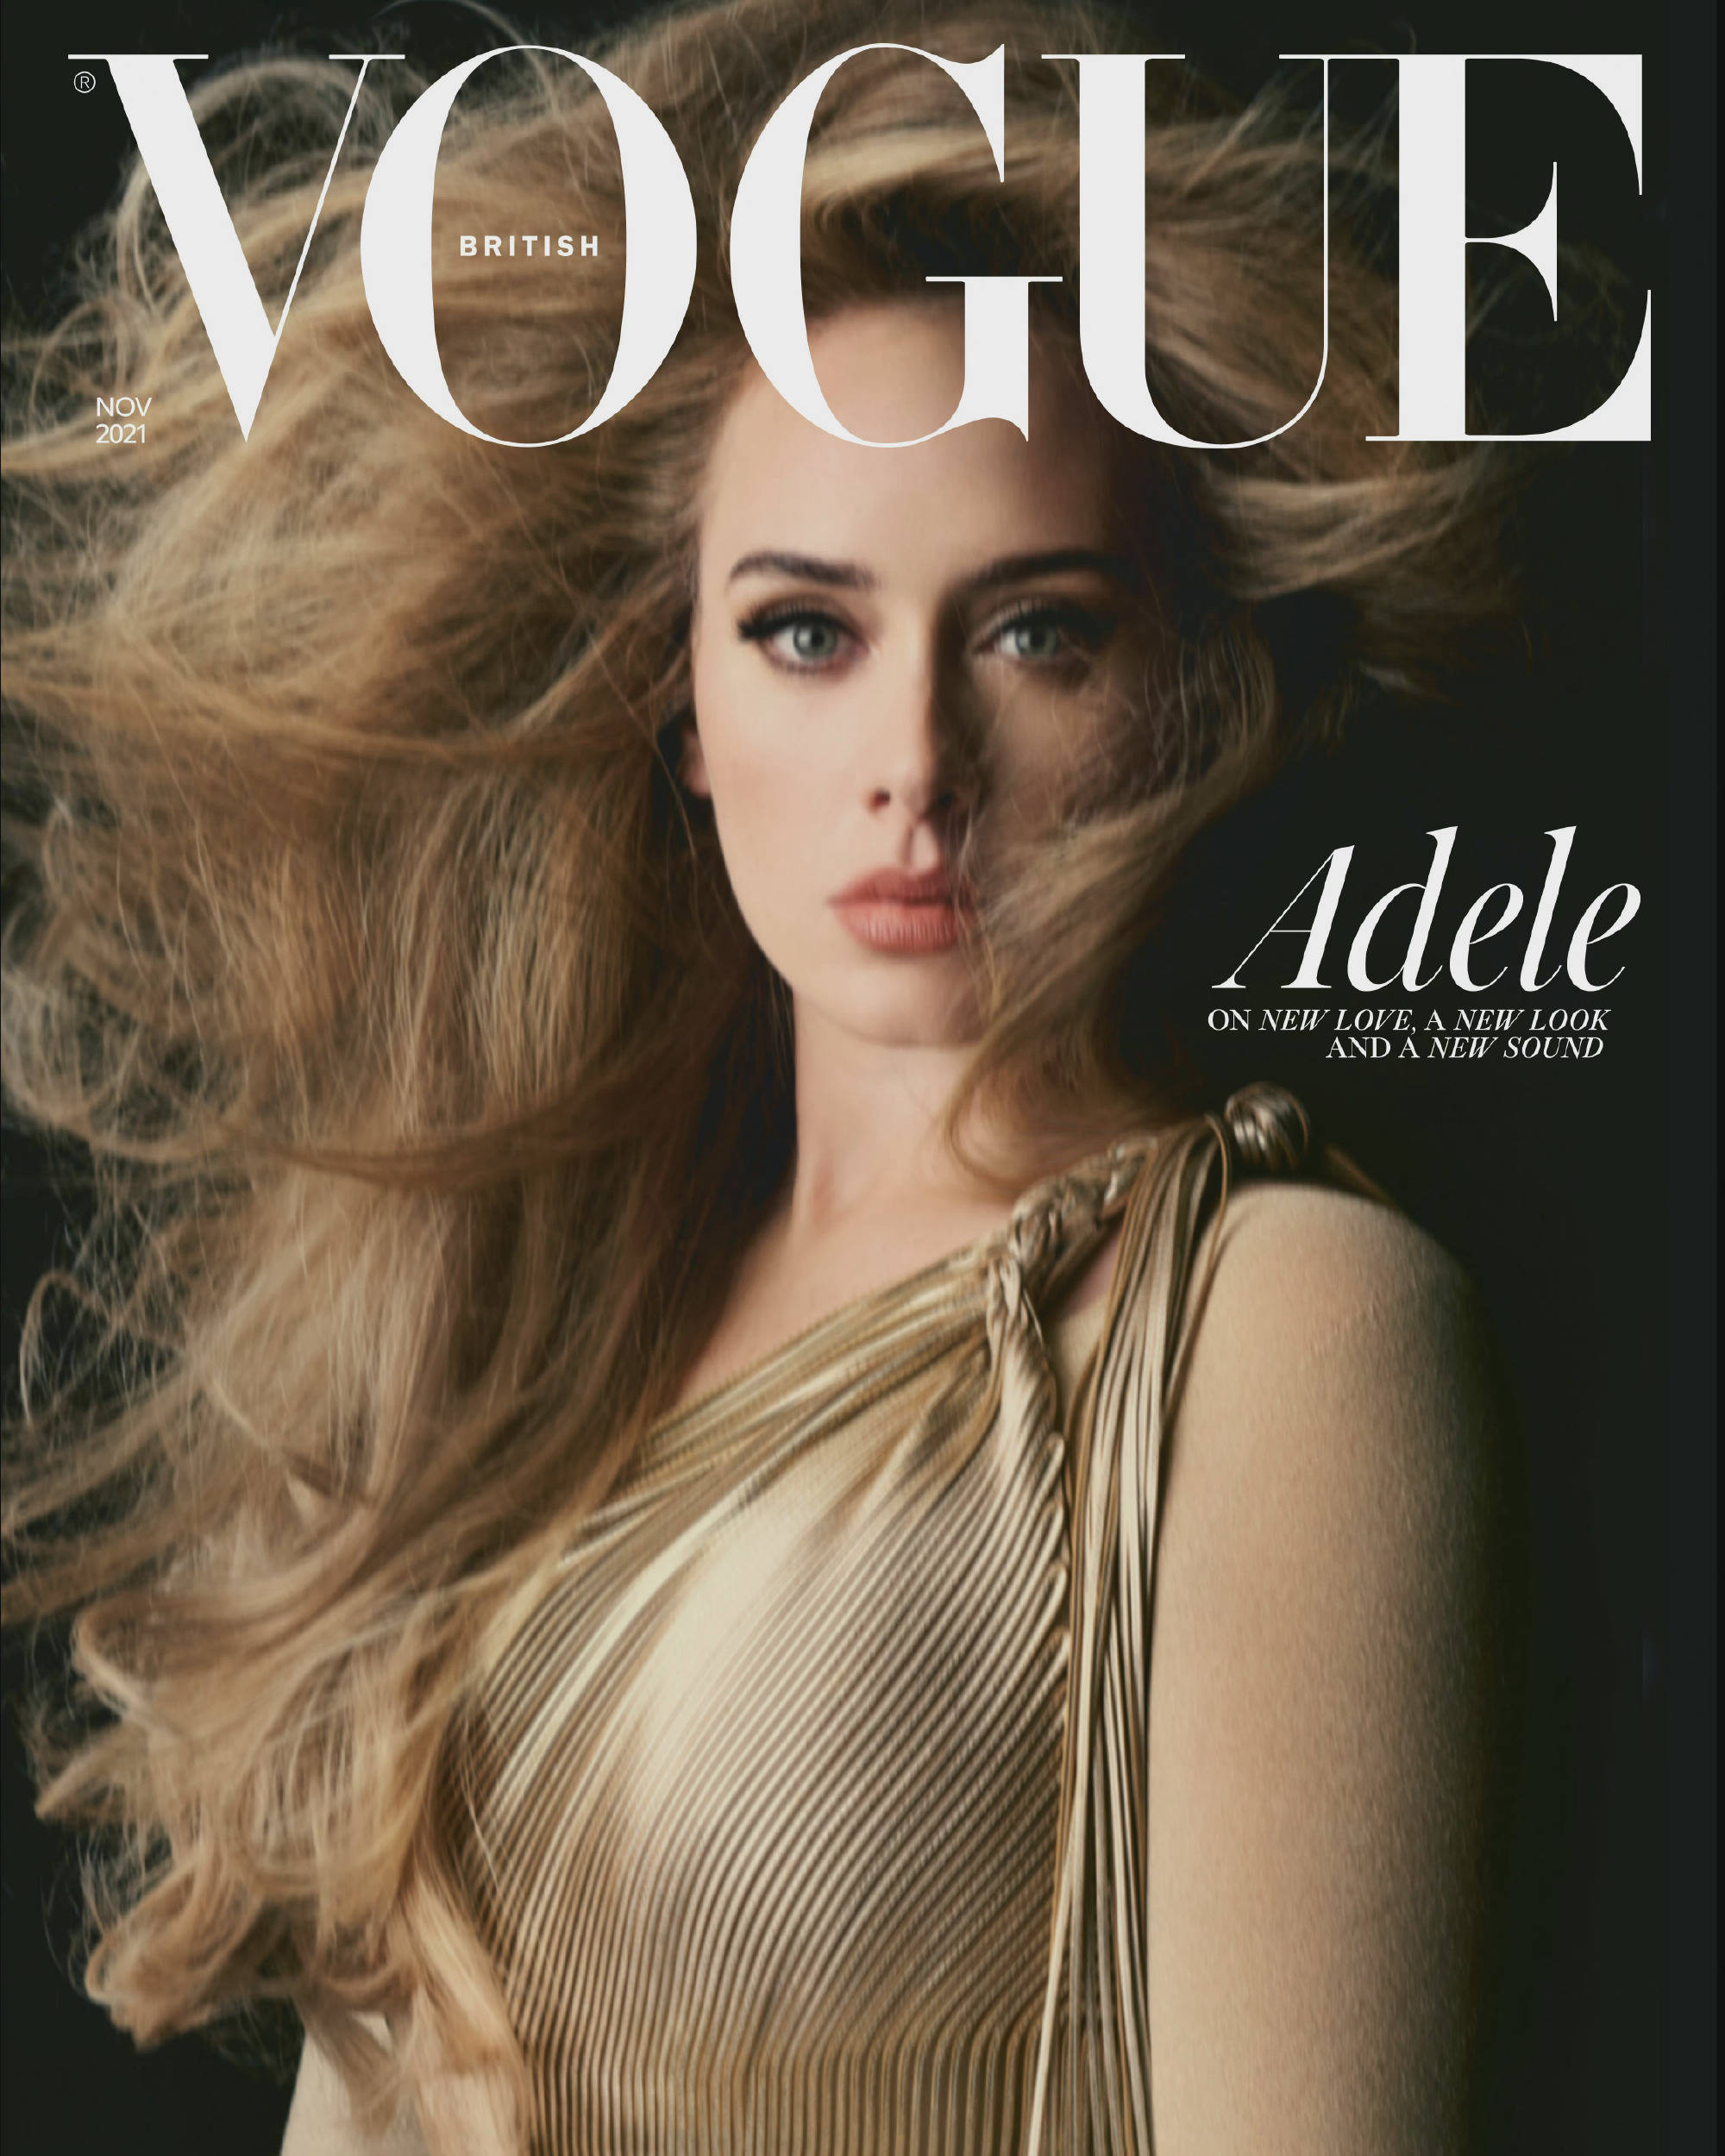 VOGUE
®
BRITISH
NOV
2021
Adele
ON NEW LOVE, A NEW LOOK
AND A NEW SOUND